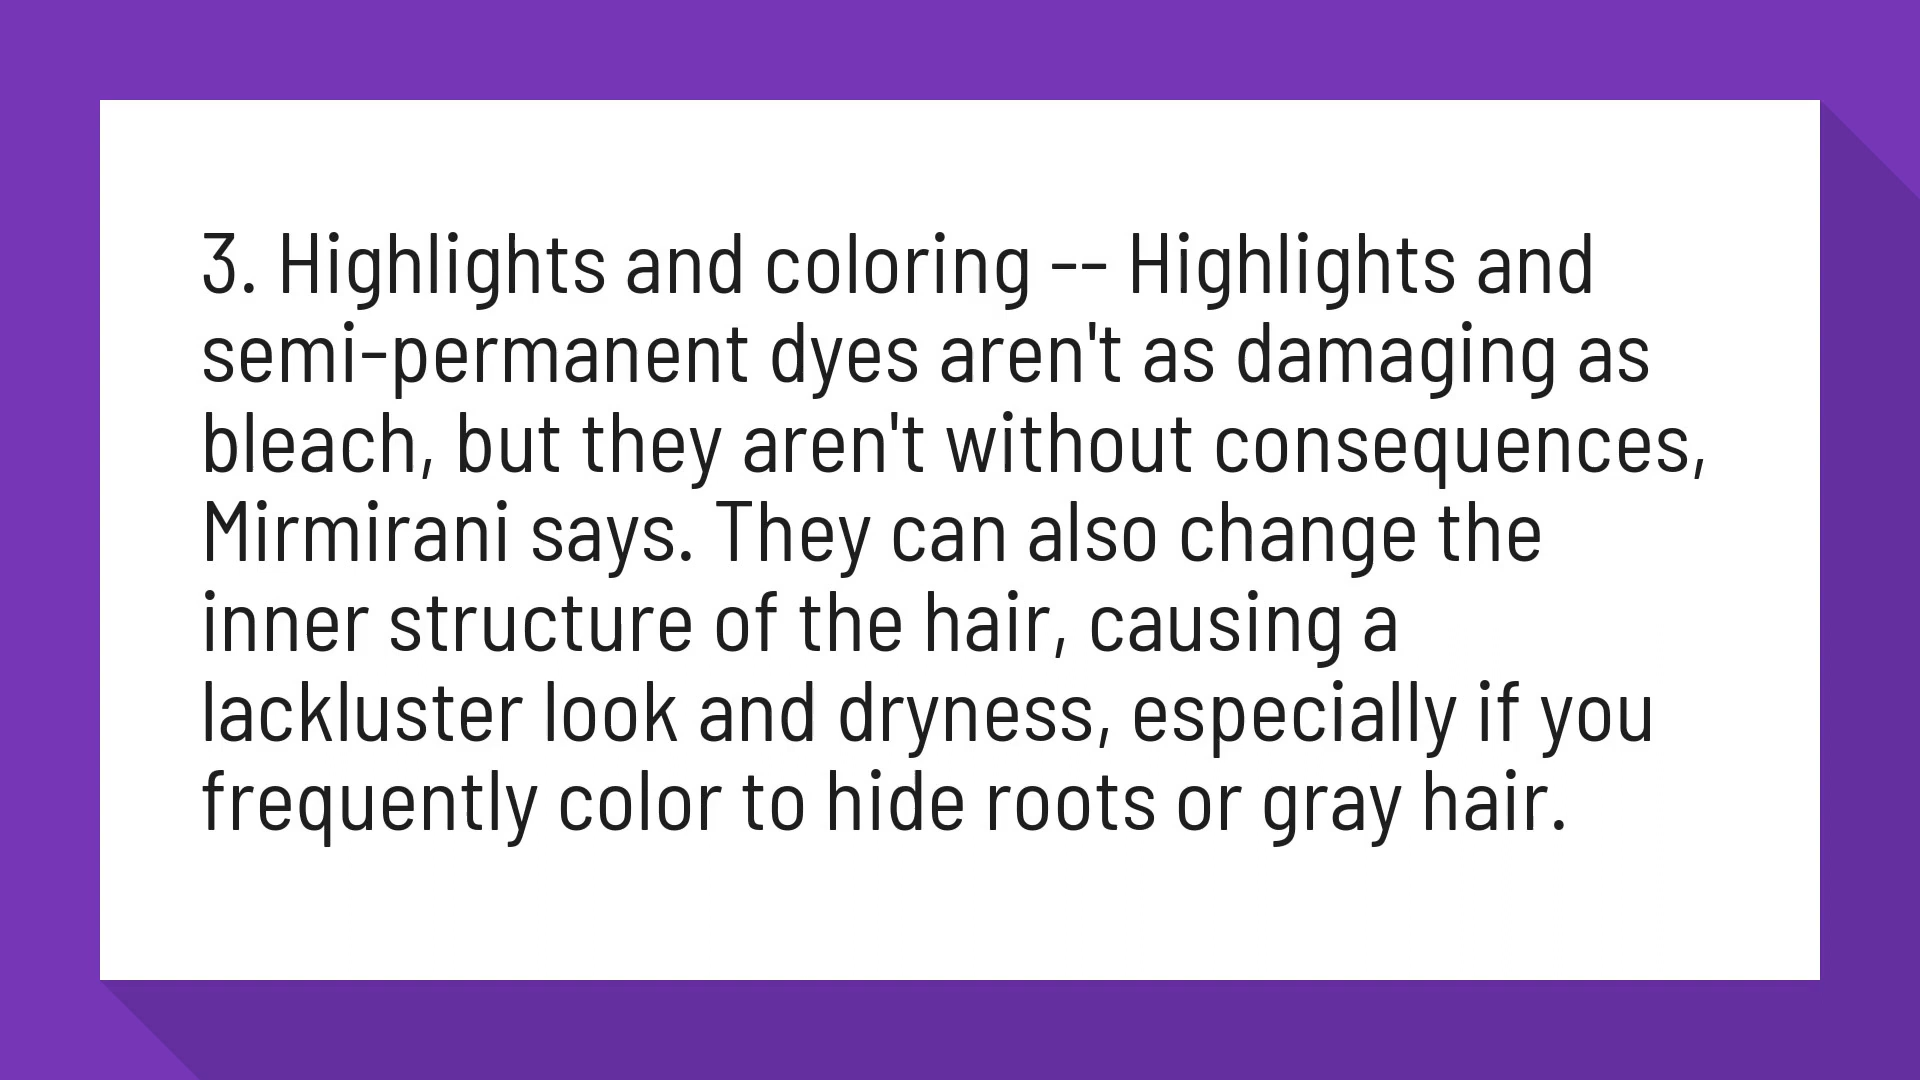 3. Highlights and coloring -- Highlights and
semi-permanent dyes aren't as damaging as
bleach, but they aren't without consequences,
Mirmirani says. They can also change the
inner structure of the hair, causing a
lackluster look and dryness, especially if you
frequently color to hide roots or gray hair.